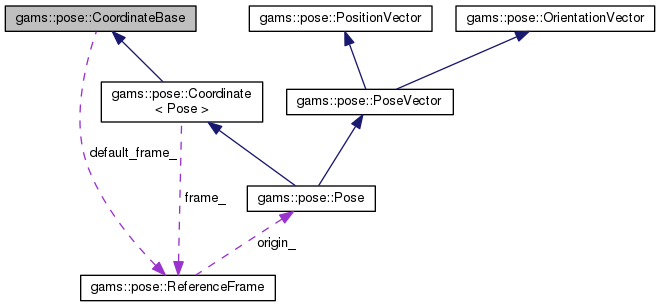 gams::pose::CoordinateBase
gams::pose::PositionVector
gams::pose::OrientationVector
gams::pose::Coordinate
< Pose >
gams::pose::PoseVector
default_frame_
frame_
gams::pose::Pose
origin_
gams::pose::ReferenceFrame